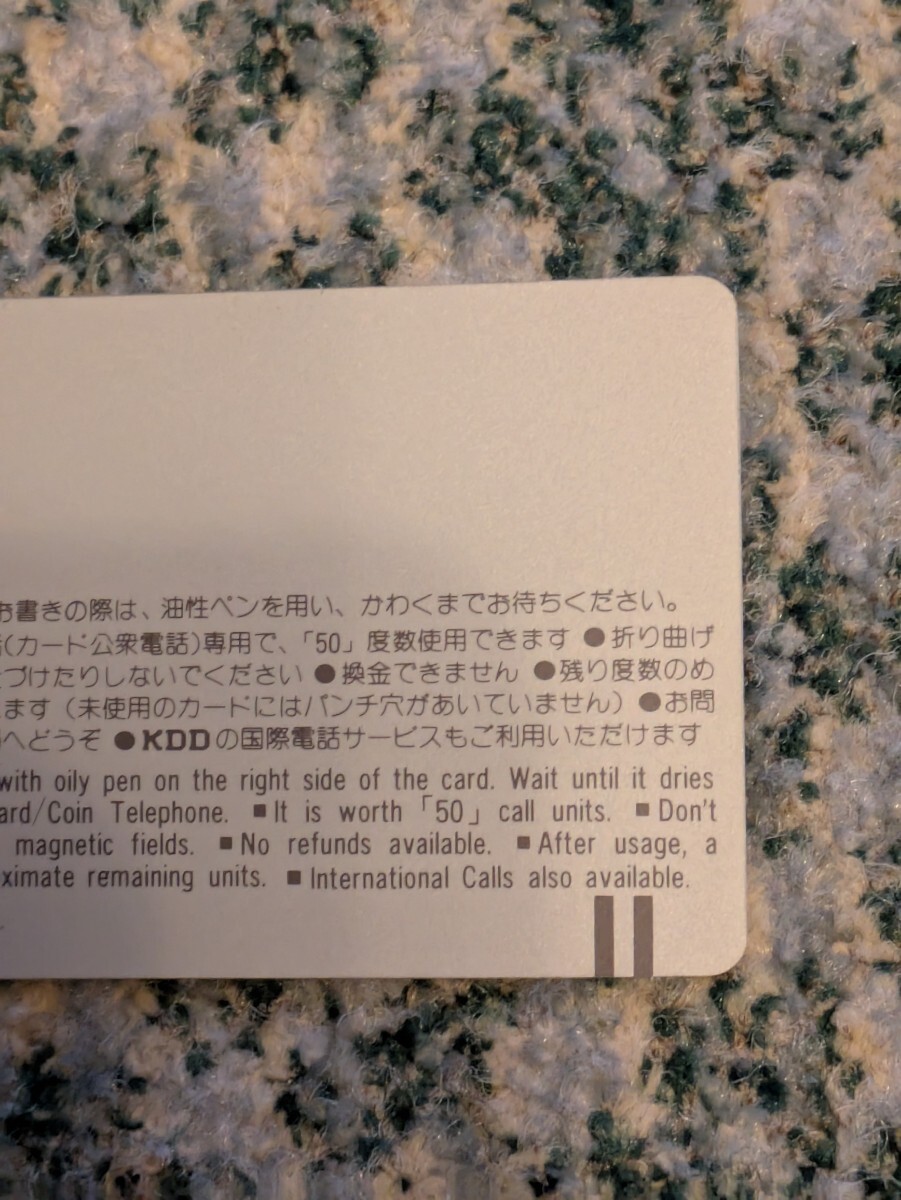 お書きの際は、油性ペンを用い、かわくまでお待ちください。
(カード公衆電話)専用で、「50」度数使用できます ●折り曲げ
づけたりしないでください ●換金できません ●残り度数のめ
ます（未使用のカードにはパンチ穴があいていません）●お問
へどうぞ ●KDDの国際電話サービスもご利用いただけます
with oily pen on the right side of the card. Wait until it dries
ard/Coin Telephone. ■It is worth「50」call units. ■Don't
magnetic fields. ■No refunds available. ■After usage, a
ximate remaining units. ■International Calls also available.